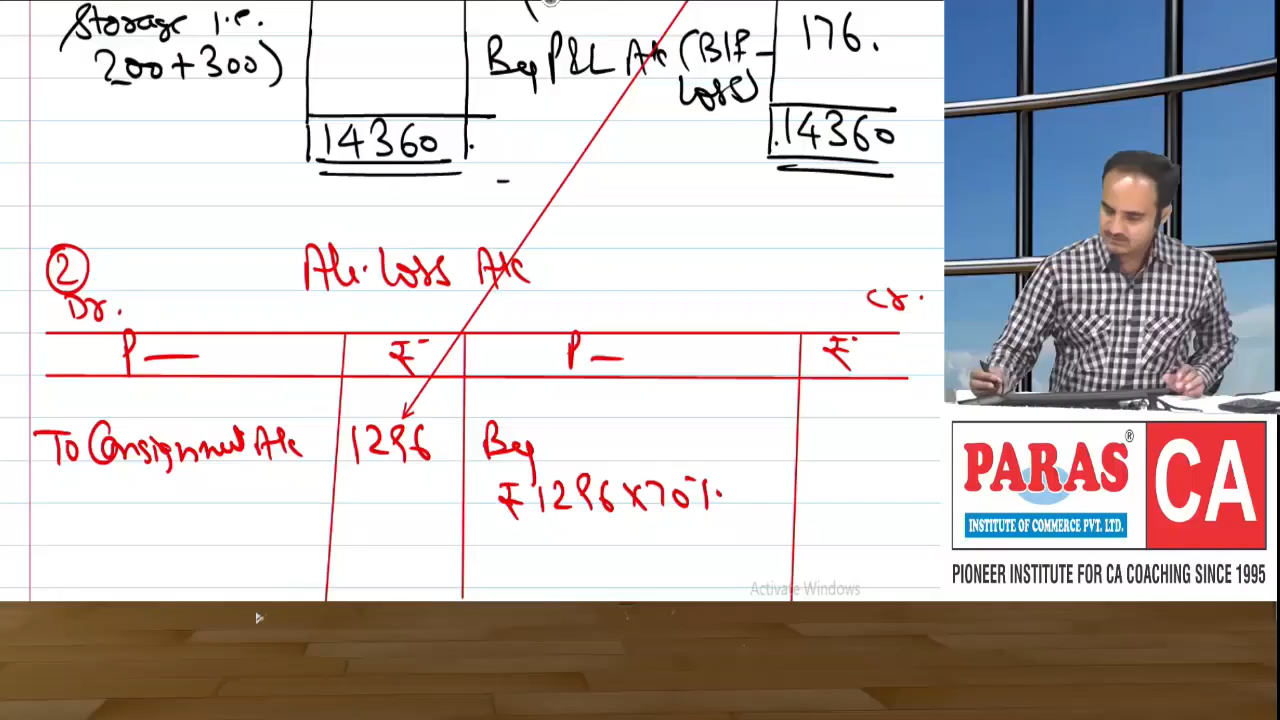 Storage i.e.
200+300)
176.
By P&L A/c (B/F-
Loss)
14360
14360
2
Ab. Loss A/c
Dr.
Cr.
P—
₹
P—
₹
To Consignment A/c
1296
By
₹1296×70%
Activate Windows
PARAS®
INSTITUTE OF COMMERCE PVT. LTD.
CA
PIONEER INSTITUTE FOR CA COACHING SINCE 1995